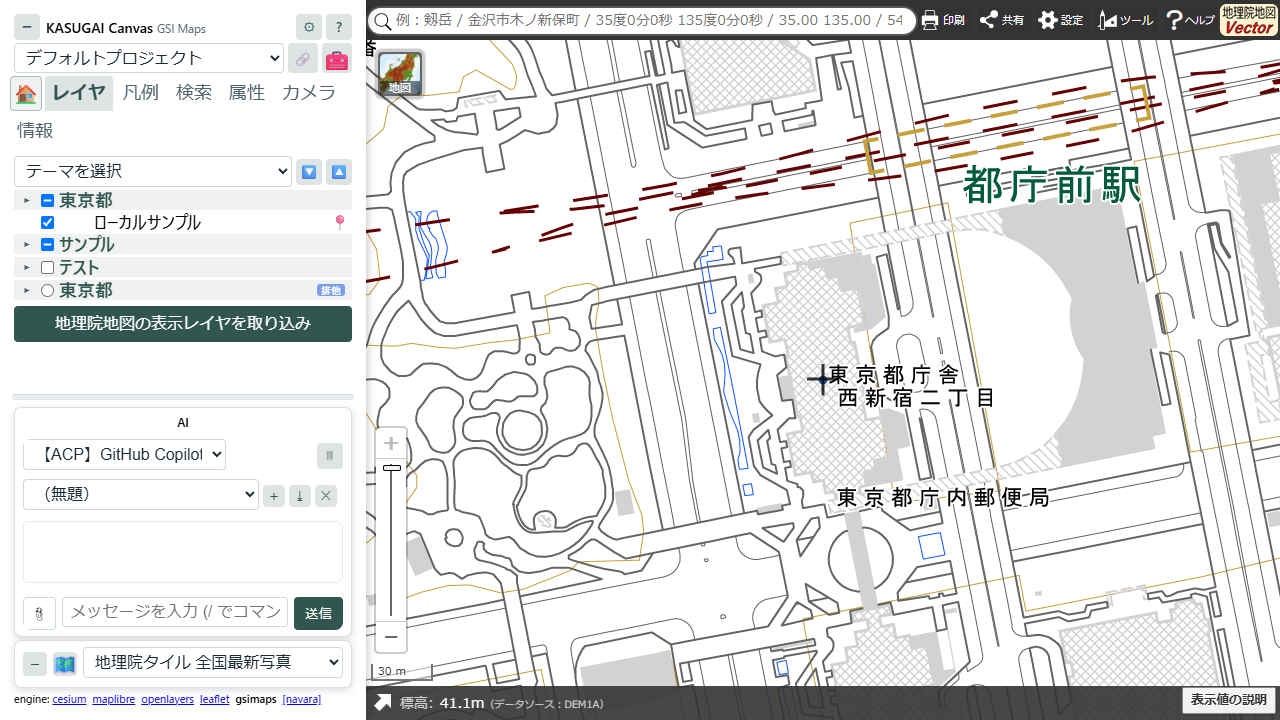 − KASUGAI Canvas GSI Maps ⚙ ?
デフォルトプロジェクト
レイヤ 凡例 検索 属性 カメラ
情報
テーマを選択
東京都
ローカルサンプル
サンプル
テスト
東京都 排他
地理院地図の表示レイヤを取り込み
AI
【ACP】GitHub Copilot
（無題）
+ ⤓ ×
メッセージを入力 (/ でコマン
送信
− 地理院タイル 全国最新写真
engine: cesium maplibre openlayers leaflet gsimaps [navara]
例：剱岳 / 金沢市木ノ新保町 / 35度0分0秒 135度0分0秒 / 35.00 135.00 / 54
印刷 共有 設定 ツール ヘルプ
地理院地図
Vector
地図
都庁前駅
東京都庁舎
西新宿二丁目
東京都庁内郵便局
+
−
30 m
標高: 41.1m (データソース：DEM1A)
表示値の説明